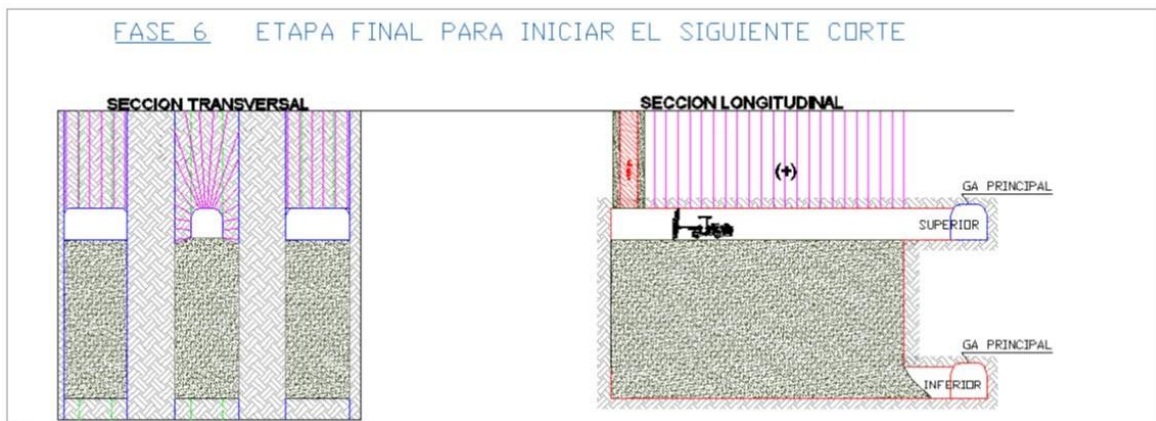 FASE 6 ETAPA FINAL PARA INICIAR EL SIGUIENTE CORTE
SECCION TRANSVERSAL
SECCION LONGITUDINAL
(+)
GA PRINCIPAL
SUPERIOR
GA PRINCIPAL
INFERIOR